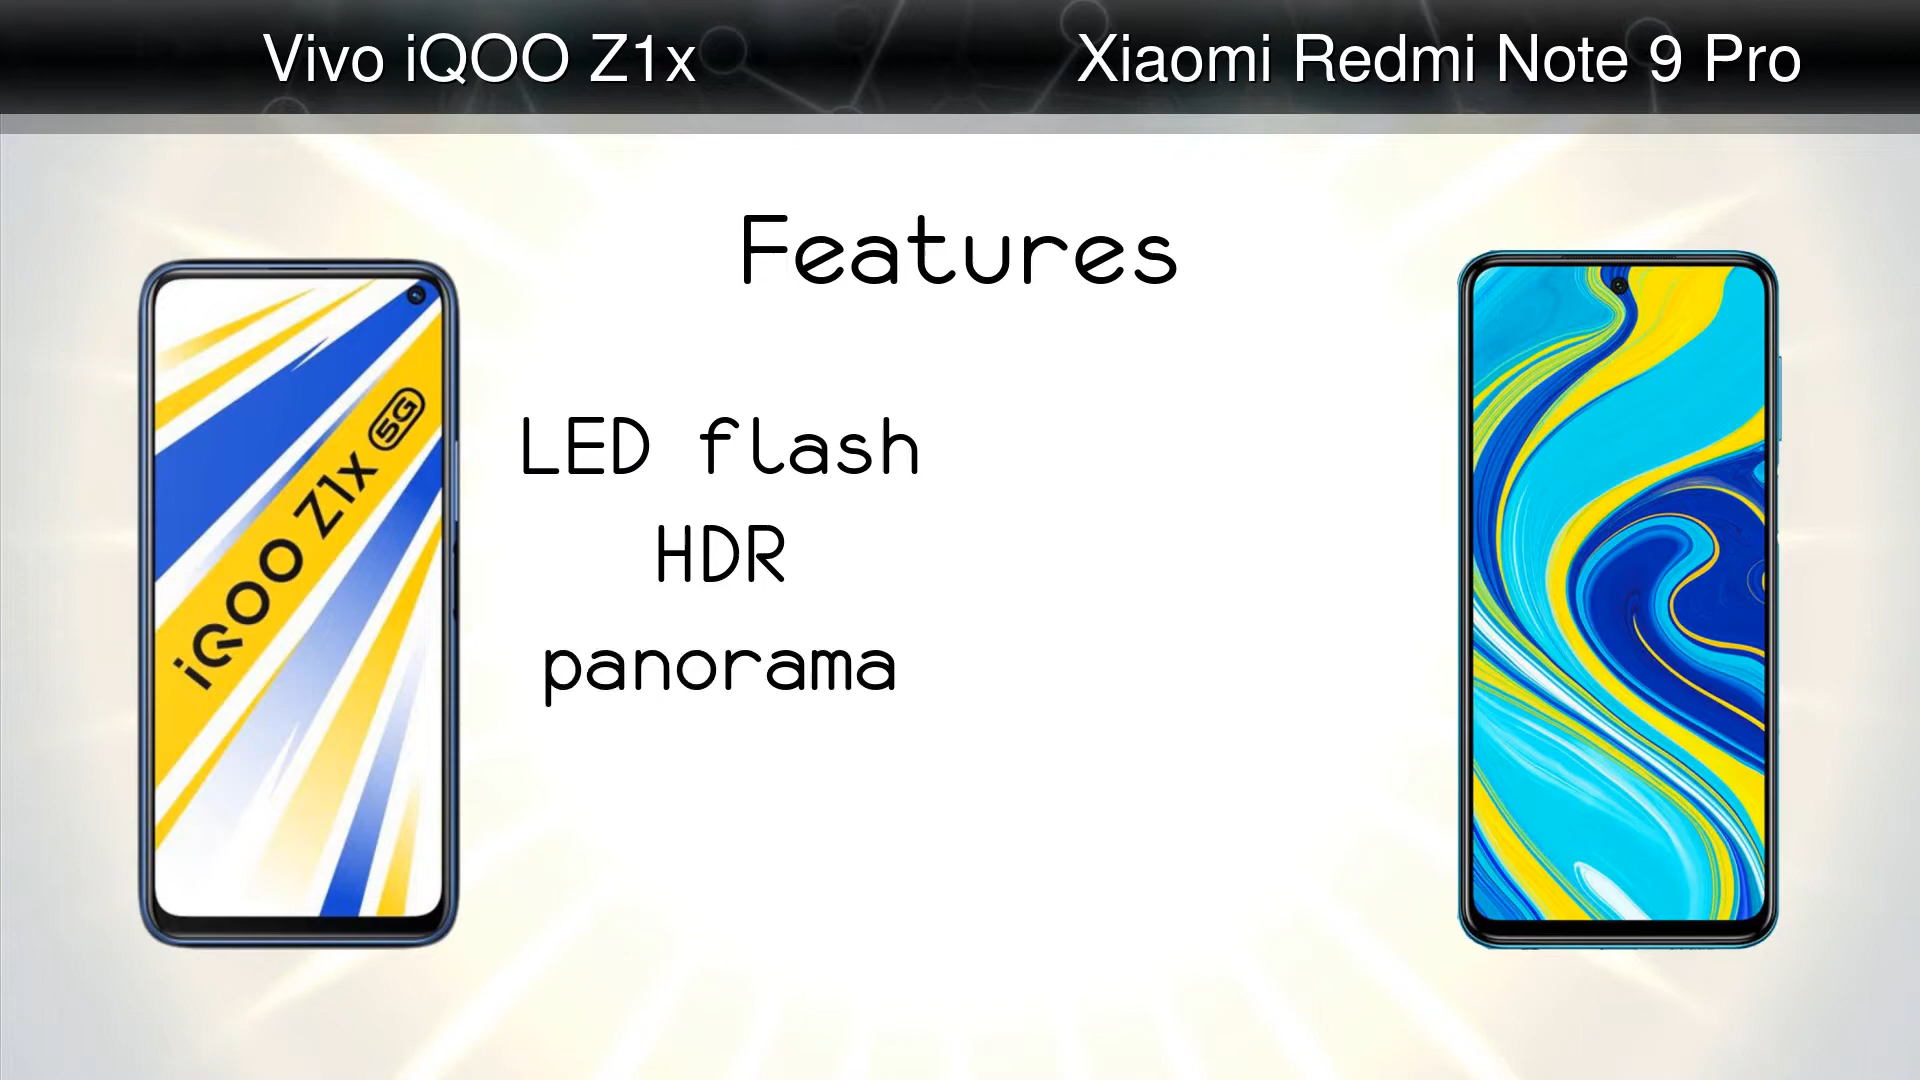 Vivo iQOO Z1x
Xiaomi Redmi Note 9 Pro
Features
iQOO Z1x 5G
LED flash
HDR
panorama